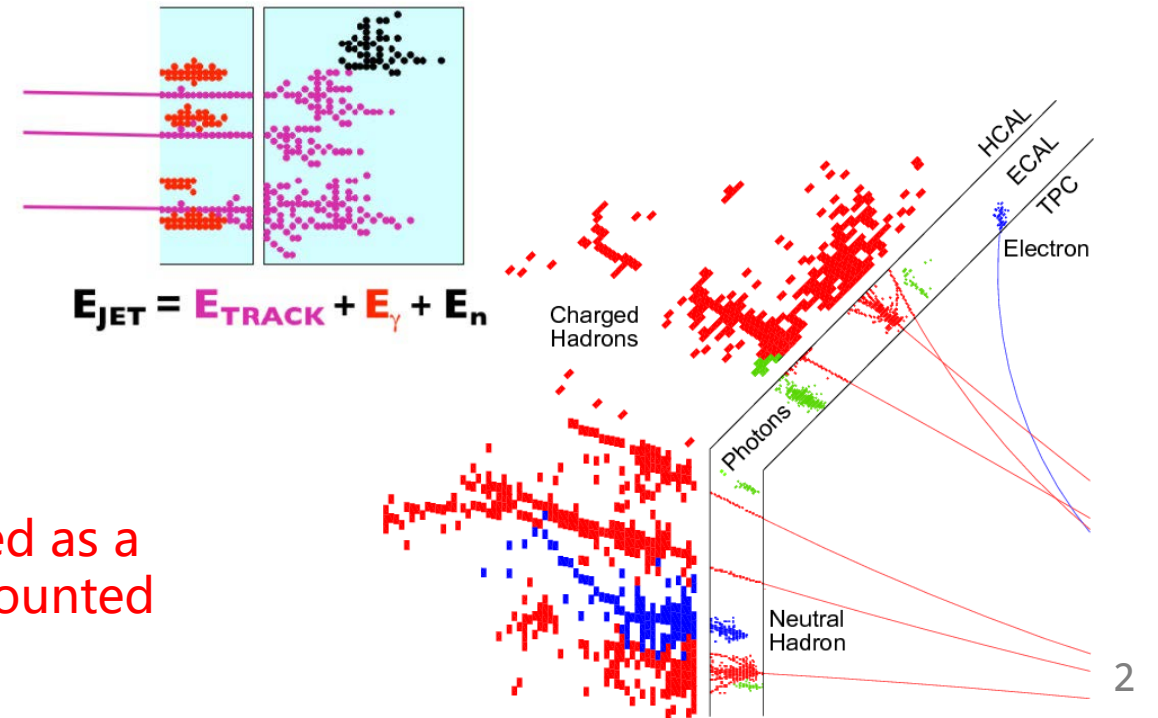 E_JET = E_TRACK + E_γ + E_n
HCAL
ECAL
TPC
Electron
Charged
Hadrons
Photons
ed as a
ounted
Neutral
Hadron
2